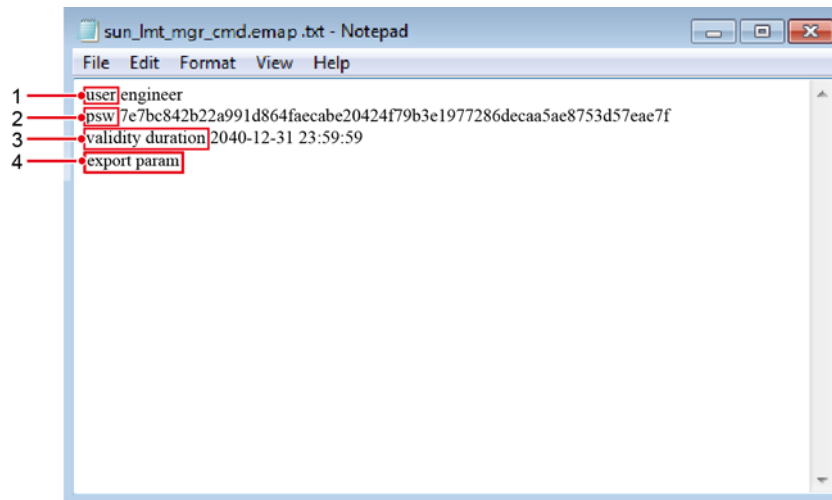 sun_lmt_mgr_cmd.emap .txt - Notepad
File Edit Format View Help
1 user engineer
2 psw 7e7bc842b22a991d864faecabe20424f79b3e1977286decaa5ae8753d57eae7f
3 validity duration 2040-12-31 23:59:59
4 export param